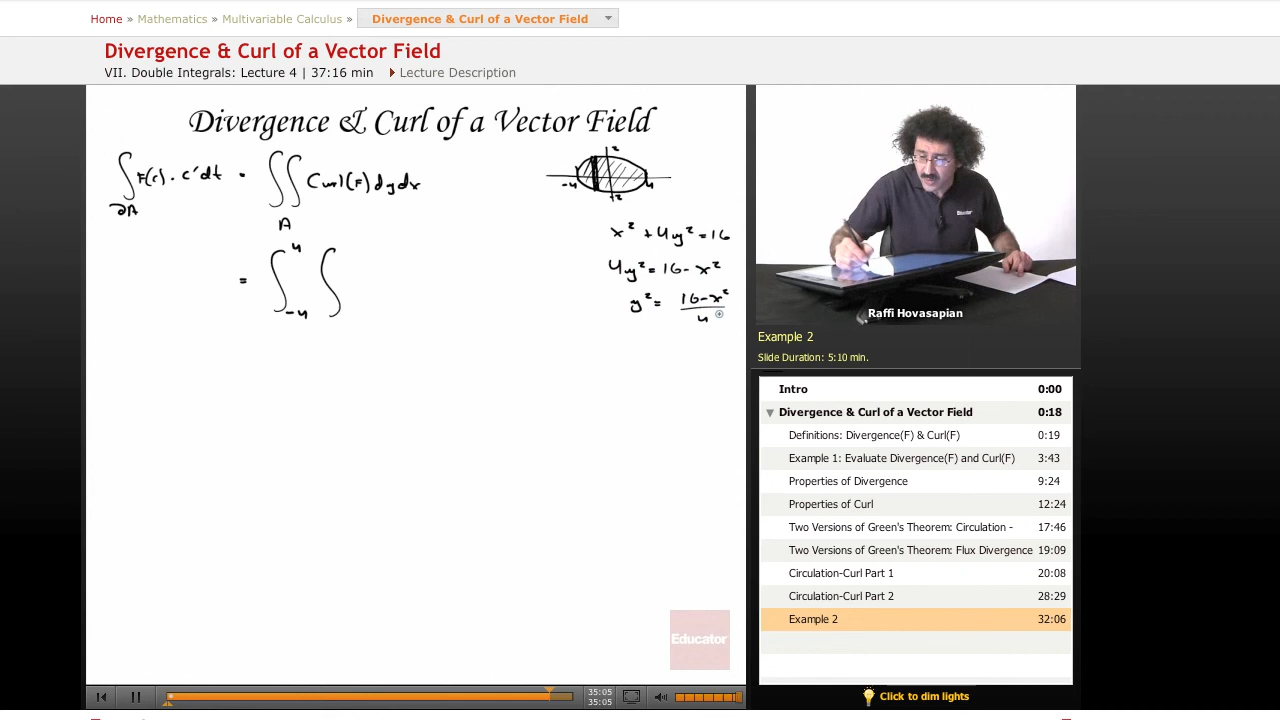 Home » Mathematics » Multivariable Calculus » Divergence & Curl of a Vector Field
Divergence & Curl of a Vector Field
VII. Double Integrals: Lecture 4 | 37:16 min Lecture Description
Divergence & Curl of a Vector Field
∫∂A F(c) · c' dt = ∬A Curl(F) dy dx
2
-4 4
-2
x² + 4y² = 16
4y² = 16 - x²
= ∫₋₄⁴ ∫
y² = (16-x²)/4
Raffi Hovasapian
Example 2
Slide Duration: 5:10 min.
Intro 0:00
Divergence & Curl of a Vector Field 0:18
Definitions: Divergence(F) & Curl(F) 0:19
Example 1: Evaluate Divergence(F) and Curl(F) 3:43
Properties of Divergence 9:24
Properties of Curl 12:24
Two Versions of Green's Theorem: Circulation - 17:46
Two Versions of Green's Theorem: Flux Divergence 19:09
Circulation-Curl Part 1 20:08
Circulation-Curl Part 2 28:29
Example 2 32:06
Educator
35:05
35:05
Click to dim lights